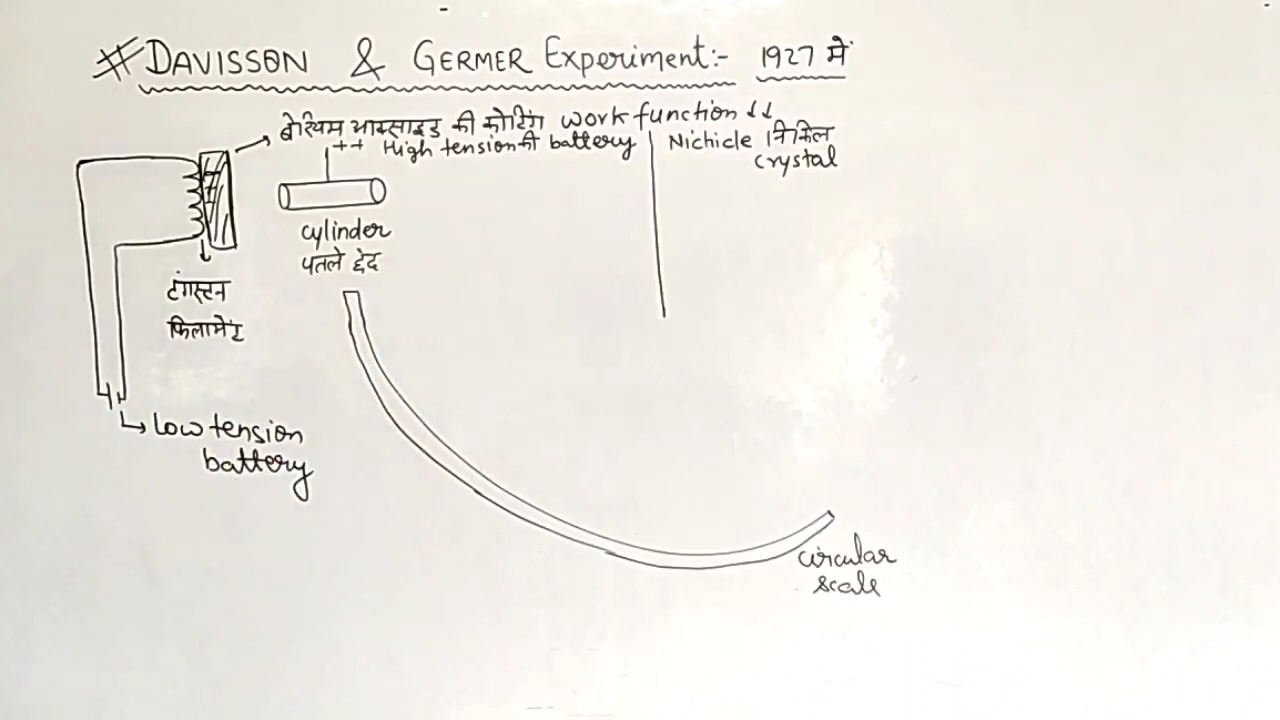 # DAVISSON & GERMER Experiment:- 1927 में
बेरियम आक्साइड की कोटिंग work function ↓↓
++ High tension की battery
Nichicle निकिल
crystal
cylinder
पतले छेद
टंगस्टन
फिलामेंट
Low tension
battery
circular
scale